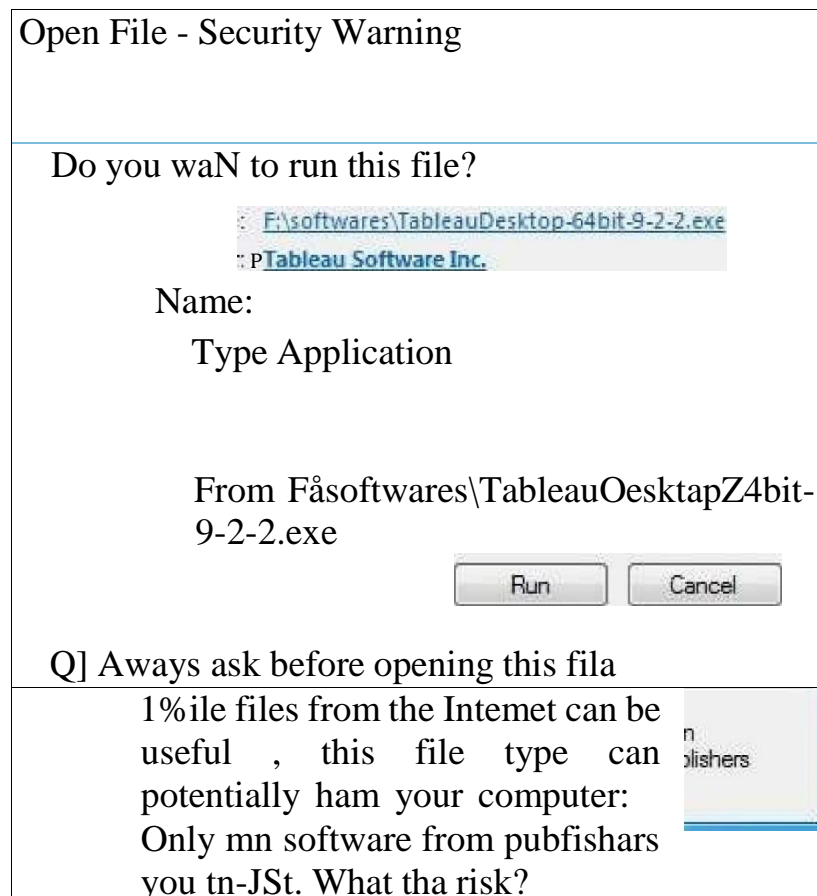 Open File - Security Warning
Do you waN to run this file?
: F:\softwares\TableauDesktop-64bit-9-2-2.exe
: PTableau Software Inc.
Name:
Type Application
From Fåsoftwares\TableauOesktapZ4bit-
9-2-2.exe
Run Cancel
Q] Aways ask before opening this fila
1%ile files from the Intemet can be
useful , this file type can
potentially ham your computer:
Only mn software from pubfishars
you tn-JSt. What tha risk?
n
blishers